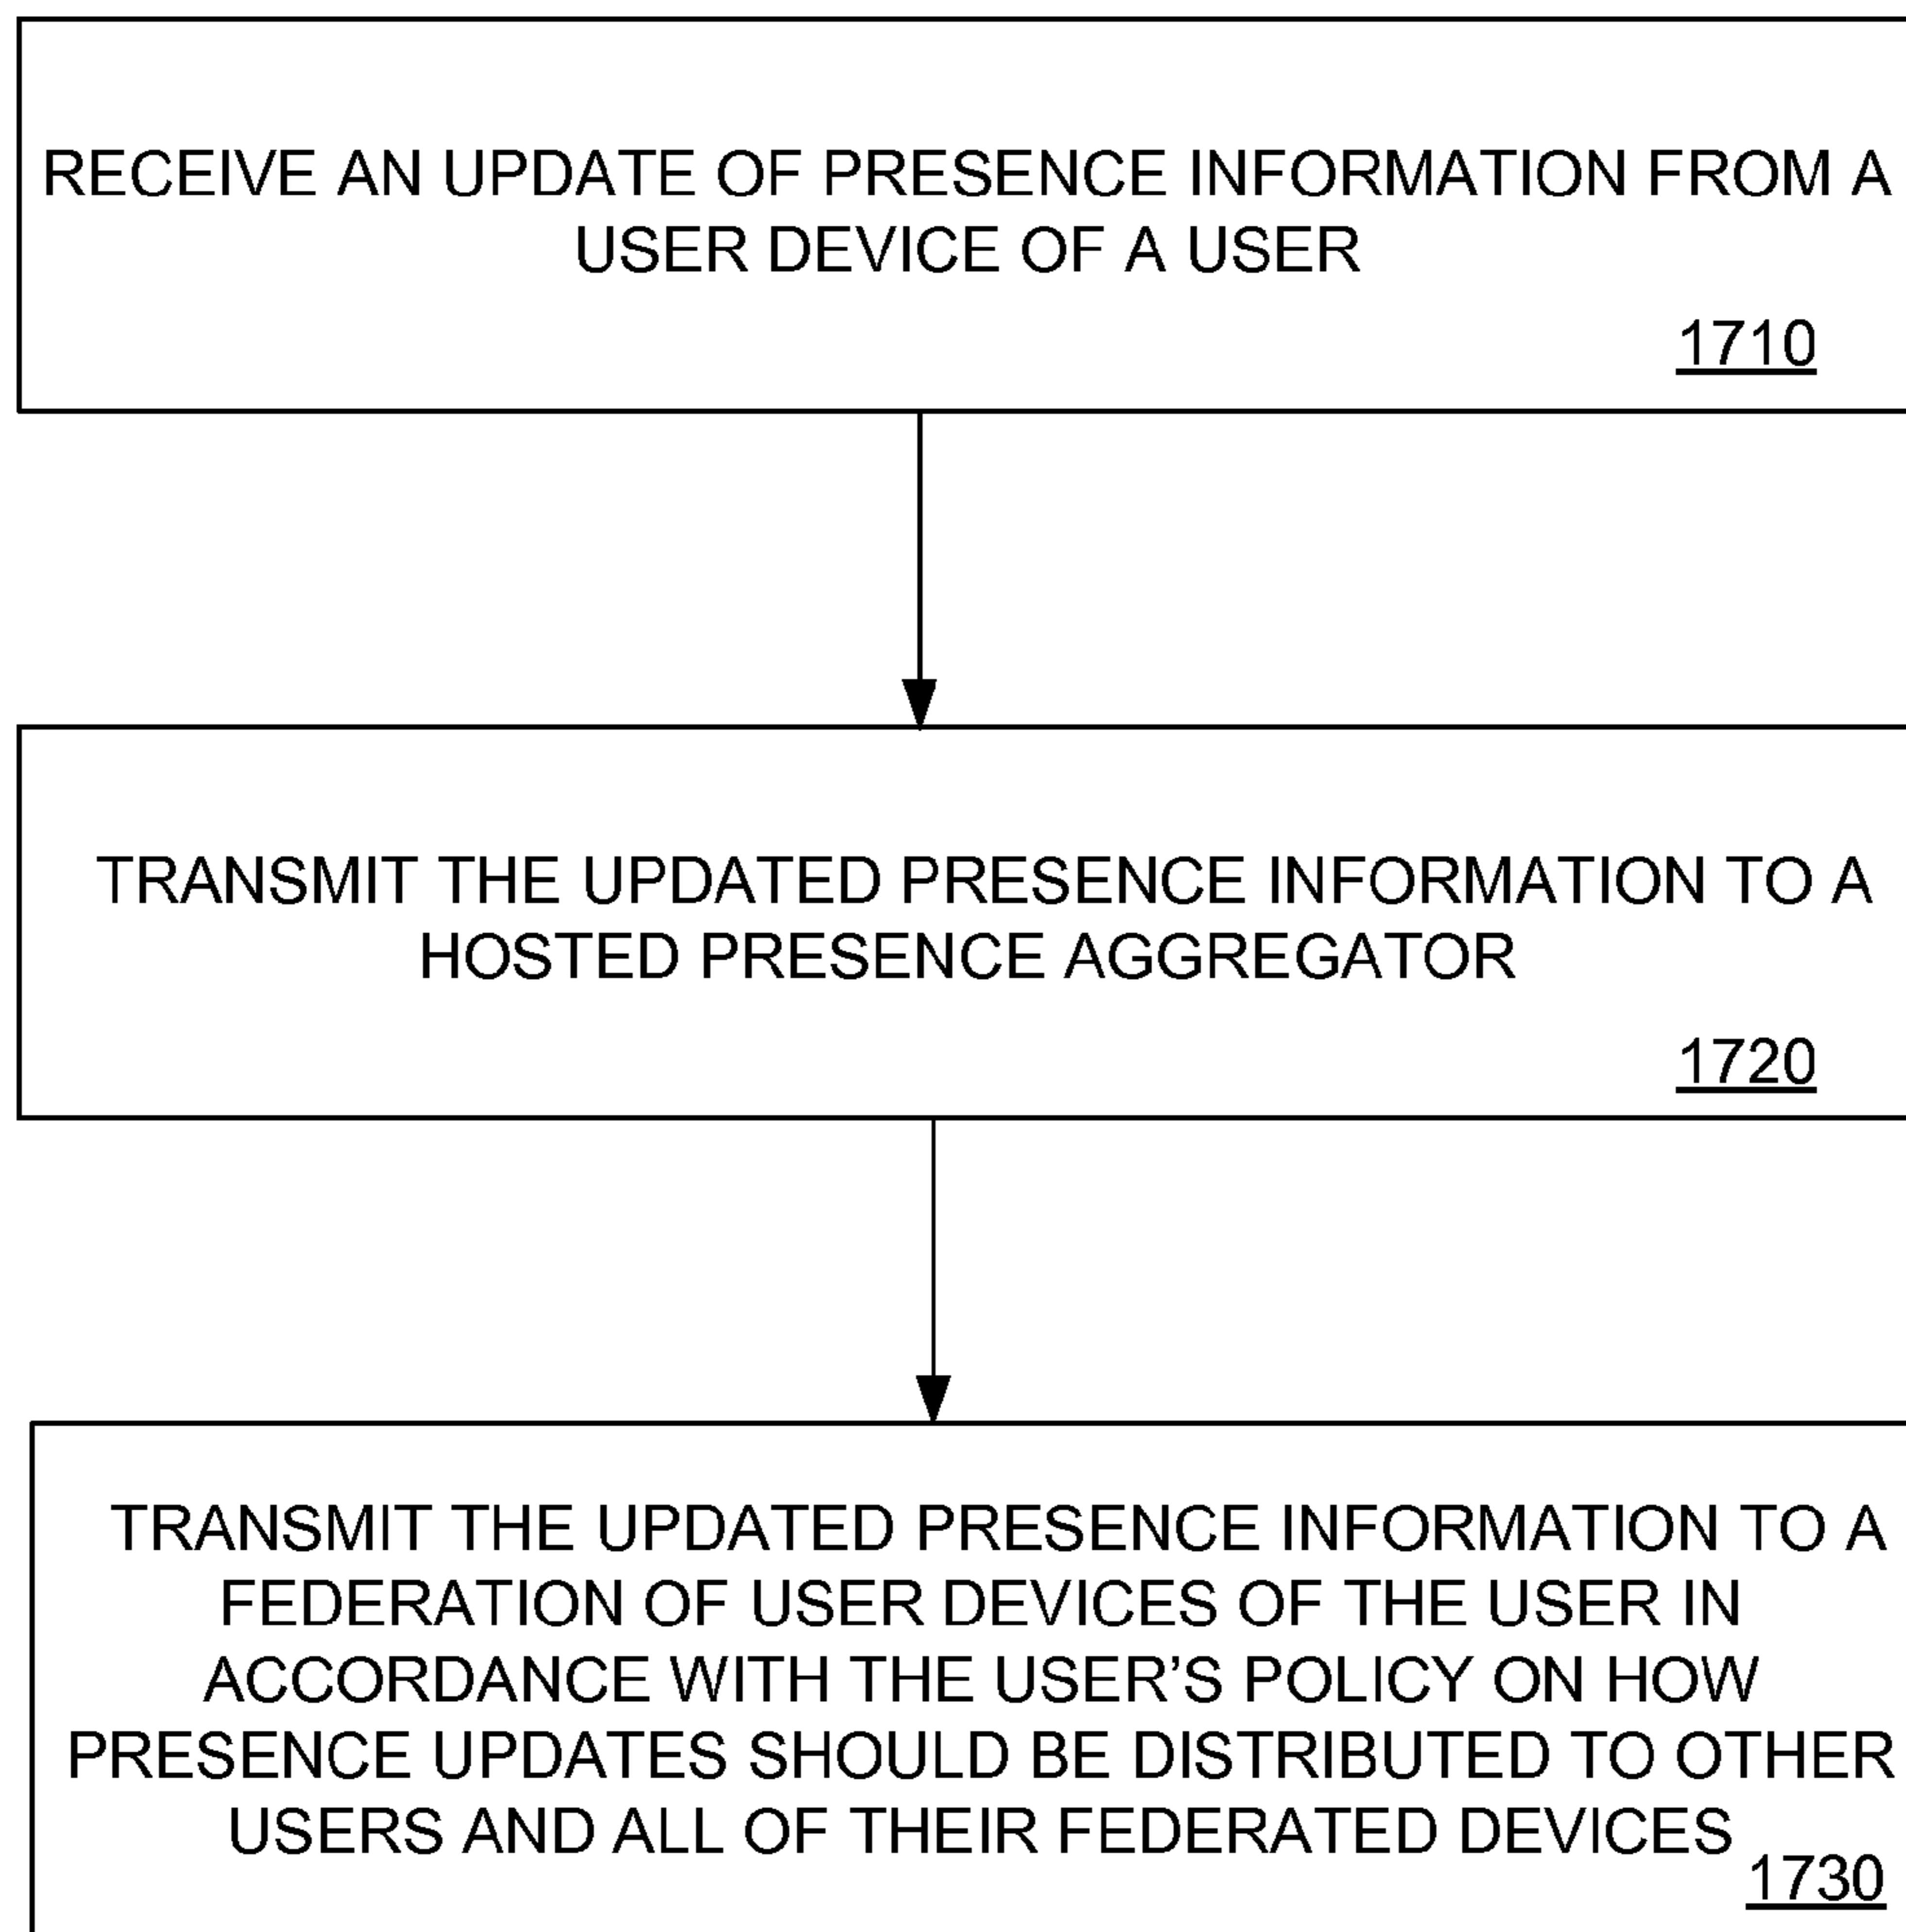 RECEIVE AN UPDATE OF PRESENCE INFORMATION FROM A
USER DEVICE OF A USER
1710
TRANSMIT THE UPDATED PRESENCE INFORMATION TO A
HOSTED PRESENCE AGGREGATOR
1720
TRANSMIT THE UPDATED PRESENCE INFORMATION TO A
FEDERATION OF USER DEVICES OF THE USER IN
ACCORDANCE WITH THE USER’S POLICY ON HOW
PRESENCE UPDATES SHOULD BE DISTRIBUTED TO OTHER
USERS AND ALL OF THEIR FEDERATED DEVICES
1730